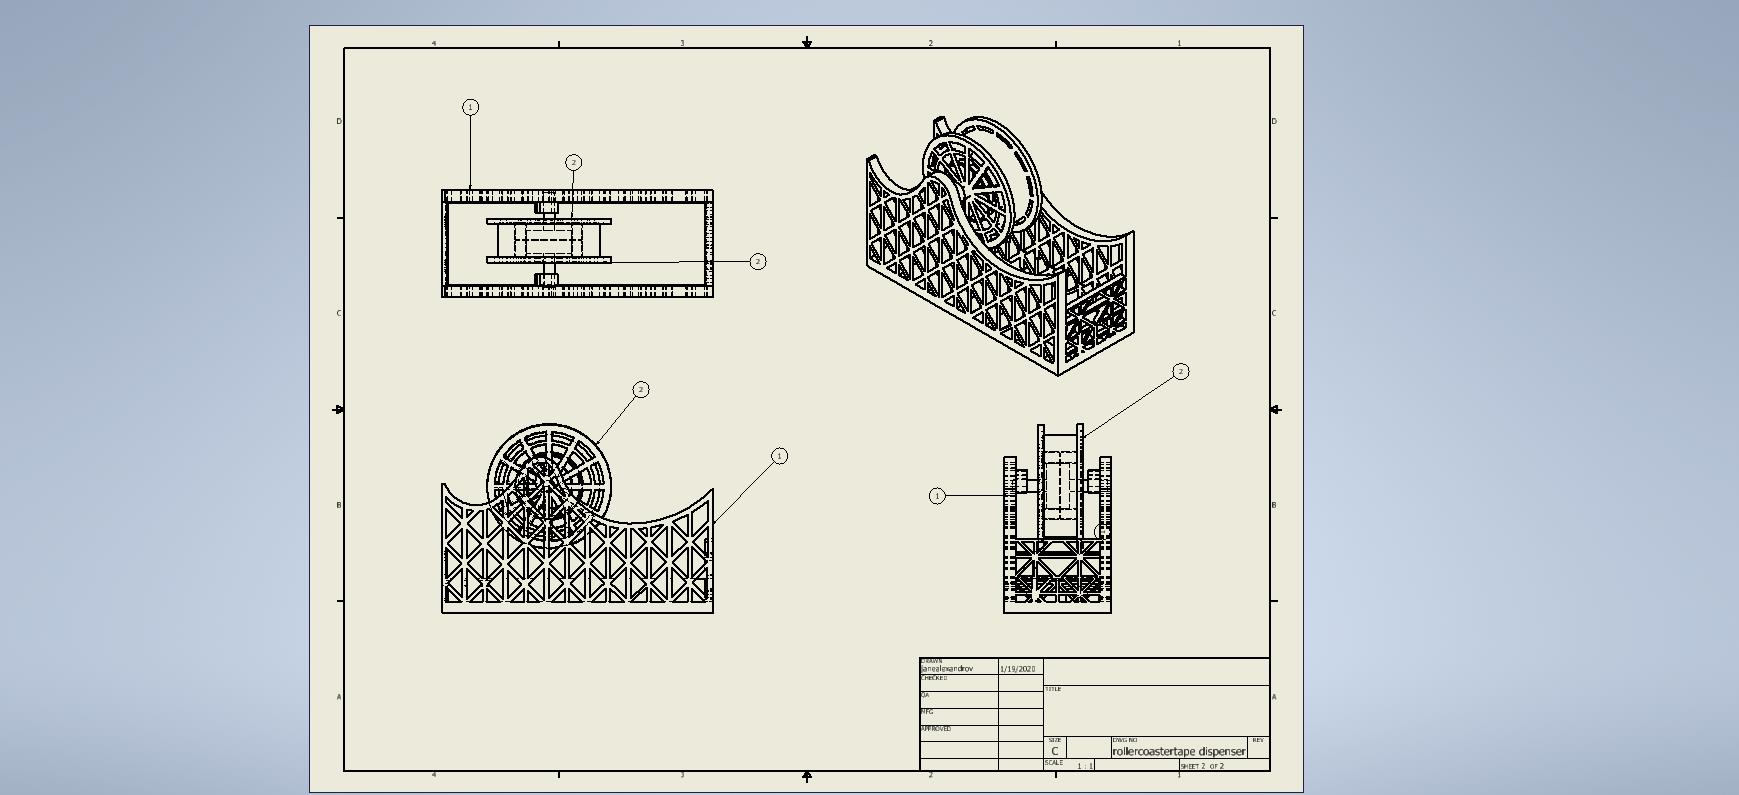 4 3 2 1
1
D D
2
2
C C
2
2
1
1
B B
DRAWN
janealexandrov 1/19/2020
CHECKED
QA
TITLE
A A
MFG
APPROVED
SIZE DWG NO REV
C rollercoastertape dispenser
SCALE 1 : 1 SHEET 2 OF 2
4 3 2 1